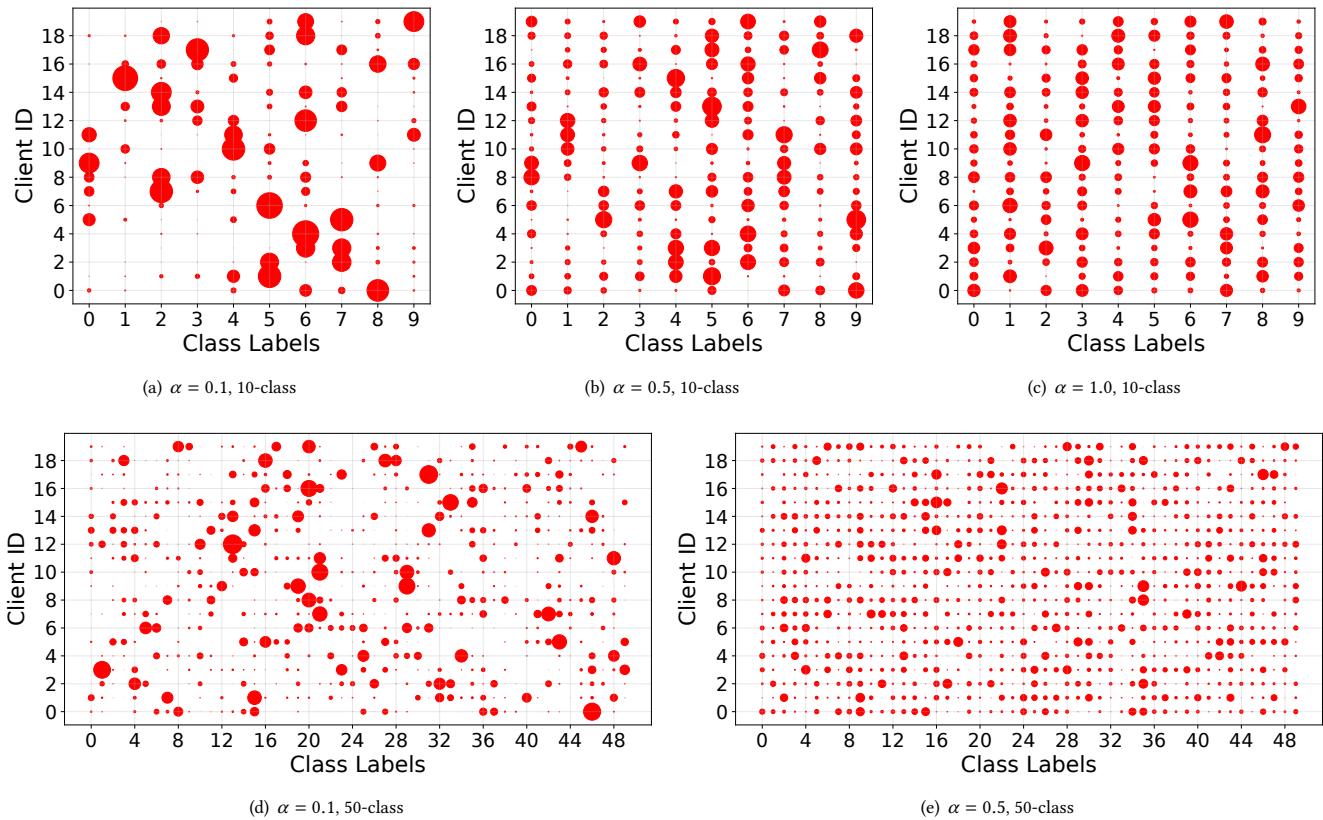 18
16
14
12
10
8
6
4
2
0
Client ID
0 1 2 3 4 5 6 7 8 9
Class Labels
(a) α = 0.1, 10-class
18
16
14
12
10
8
6
4
2
0
Client ID
0 1 2 3 4 5 6 7 8 9
Class Labels
(b) α = 0.5, 10-class
18
16
14
12
10
8
6
4
2
0
Client ID
0 1 2 3 4 5 6 7 8 9
Class Labels
(c) α = 1.0, 10-class
18
16
14
12
10
8
6
4
2
0
Client ID
0 4 8 12 16 20 24 28 32 36 40 44 48
Class Labels
(d) α = 0.1, 50-class
18
16
14
12
10
8
6
4
2
0
Client ID
0 4 8 12 16 20 24 28 32 36 40 44 48
Class Labels
(e) α = 0.5, 50-class